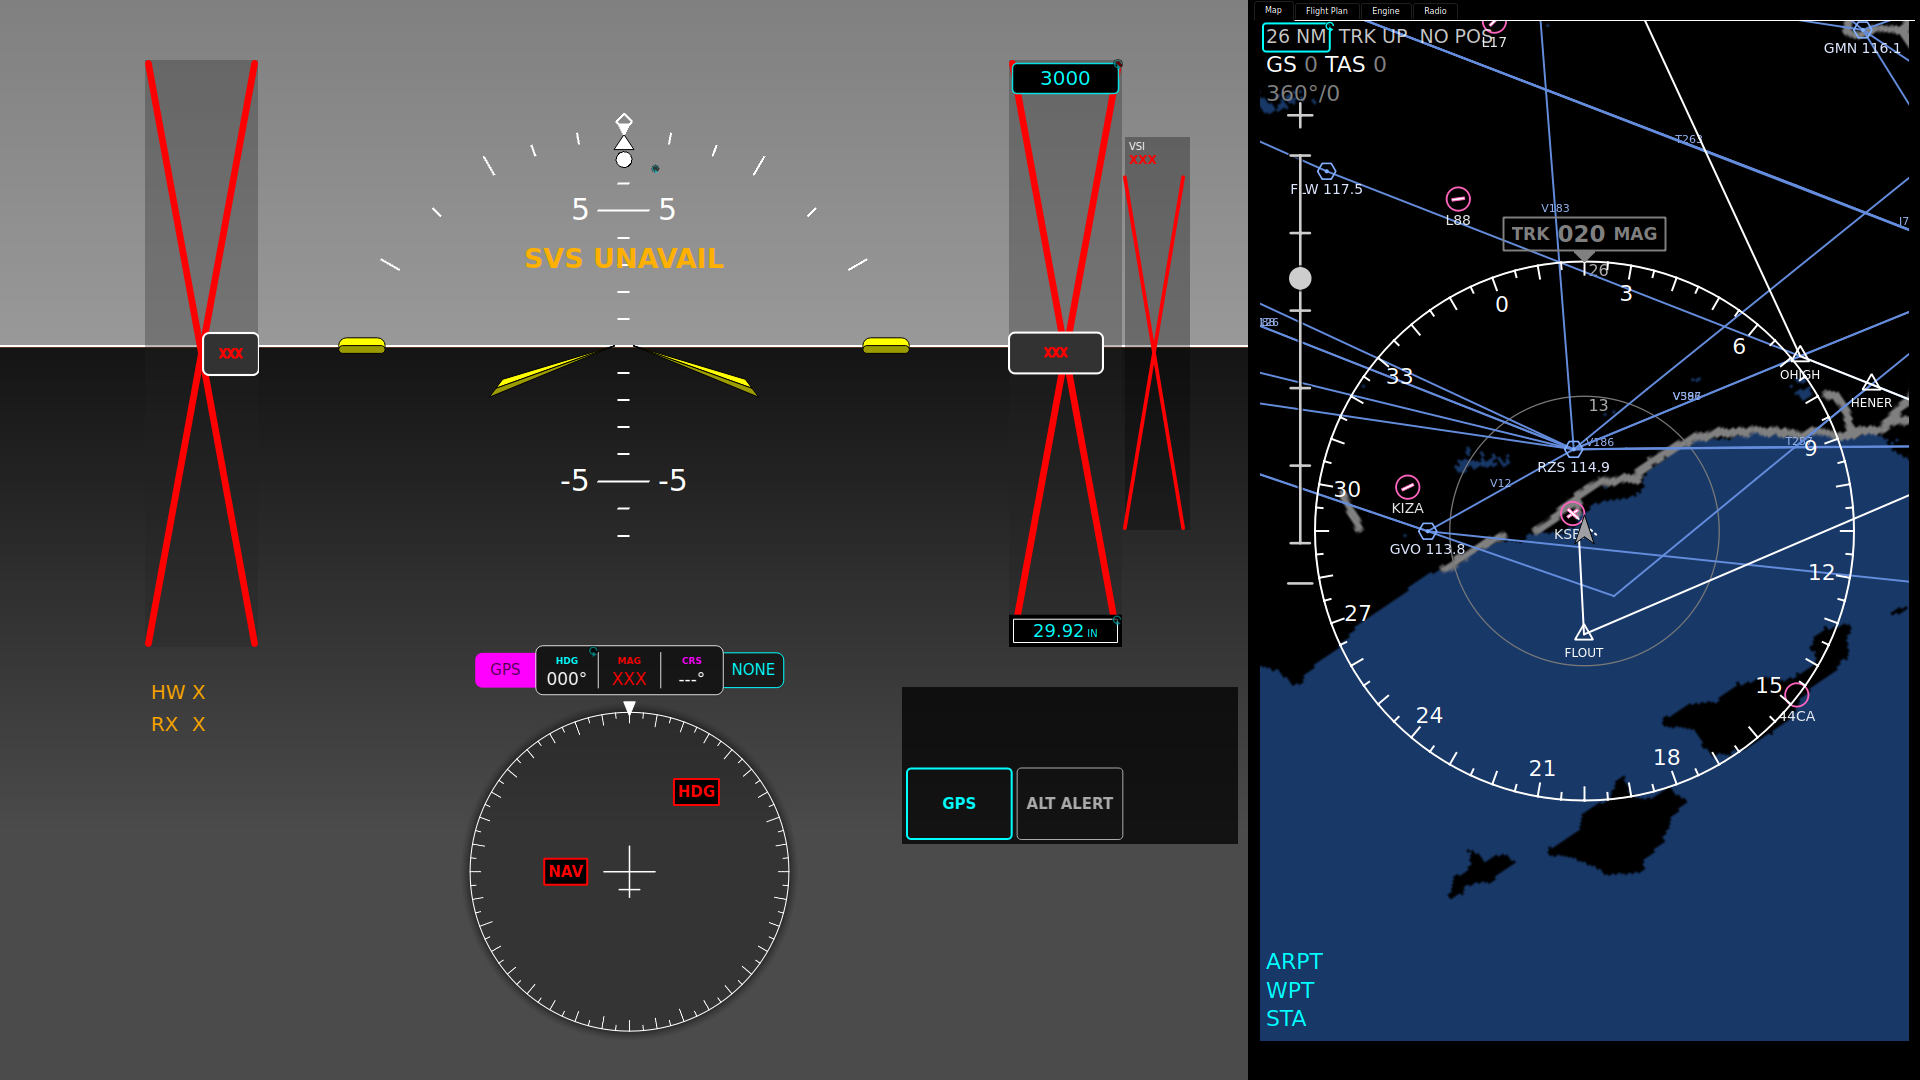 Map Flight Plan Engine Radio
26 NM TRK UP NO POS
GS 0 TAS 0
360°/0
L17
GMN 116.1
T263
FLW 117.5
L88
V183
TRK 020 MAG
26
0 3 6 9 12 15 18 21 24 27 30 33
13
OHIGH
HENER
V186
RZS 114.9
V12
KIZA
GVO 113.8
FLOUT
44CA
ARPT
WPT
STA
3000
VSI
XXX
5 5
SVS UNAVAIL
XXX
XXX
-5 -5
29.92 IN
GPS
HDG
000°
MAG
XXX
CRS
---°
NONE
HW X
RX X
HDG
NAV
GPS
ALT ALERT